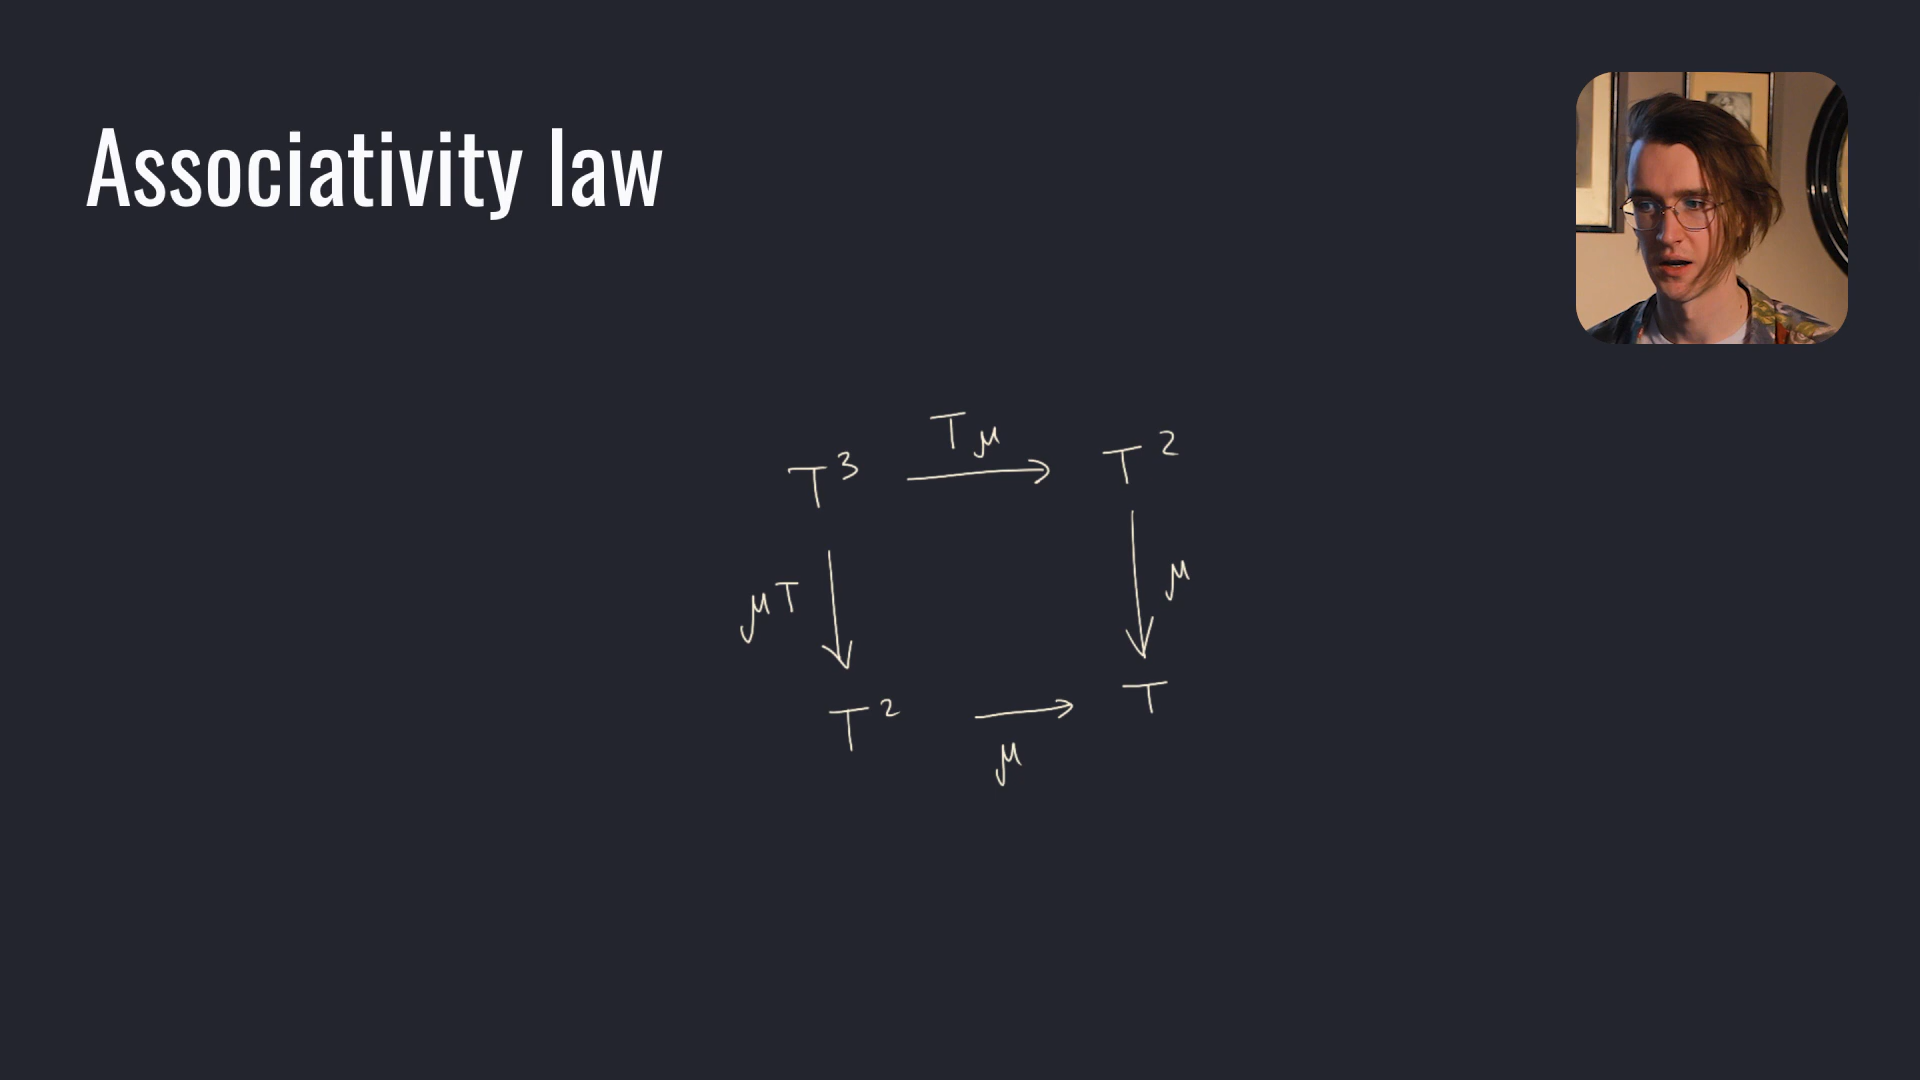 Associativity law
Tμ
T³ T²
μT μ
T² T
μ